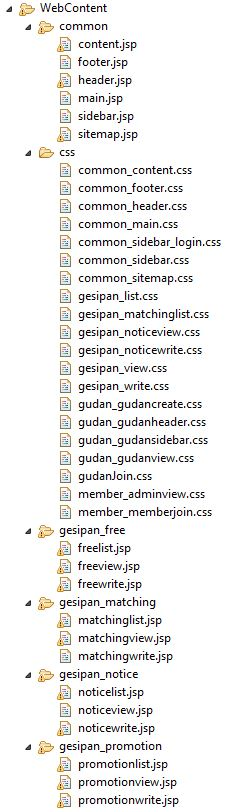 WebContent
common
content.jsp
footer.jsp
header.jsp
main.jsp
sidebar.jsp
sitemap.jsp
css
common_content.css
common_footer.css
common_header.css
common_main.css
common_sidebar_login.css
common_sidebar.css
common_sitemap.css
gesipan_list.css
gesipan_matchinglist.css
gesipan_noticeview.css
gesipan_noticewrite.css
gesipan_view.css
gesipan_write.css
gudan_gudancreate.css
gudan_gudanheader.css
gudan_gudansidebar.css
gudan_gudanview.css
gudanJoin.css
member_adminview.css
member_memberjoin.css
gesipan_free
freelist.jsp
freeview.jsp
freewrite.jsp
gesipan_matching
matchinglist.jsp
matchingview.jsp
matchingwrite.jsp
gesipan_notice
noticelist.jsp
noticeview.jsp
noticewrite.jsp
gesipan_promotion
promotionlist.jsp
promotionview.jsp
promotionwrite.jsp